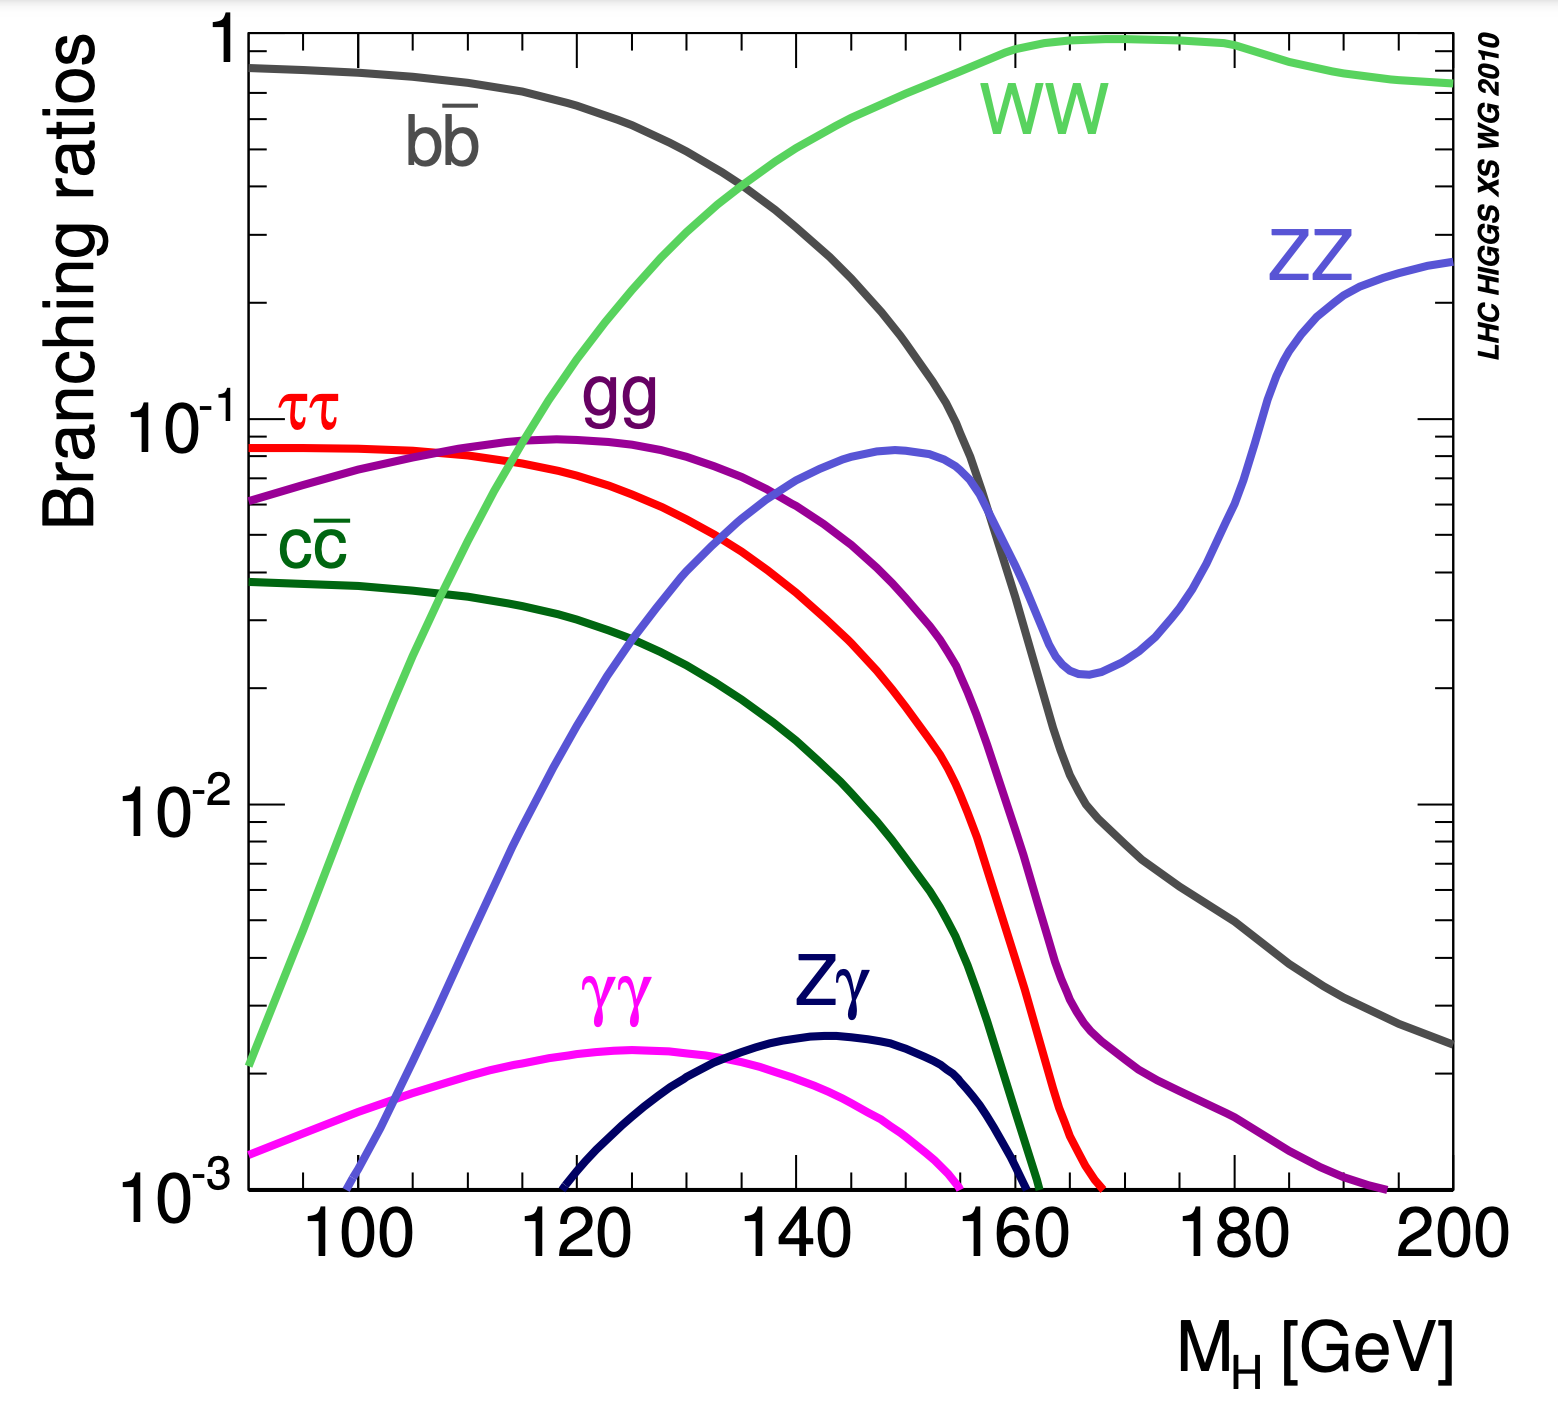 Branching ratios
1
10⁻¹
10⁻²
10⁻³
bb̅
WW
ZZ
ττ
gg
cc̅
γγ
Zγ
100 120 140 160 180 200
M_H [GeV]
LHC HIGGS XS WG 2010